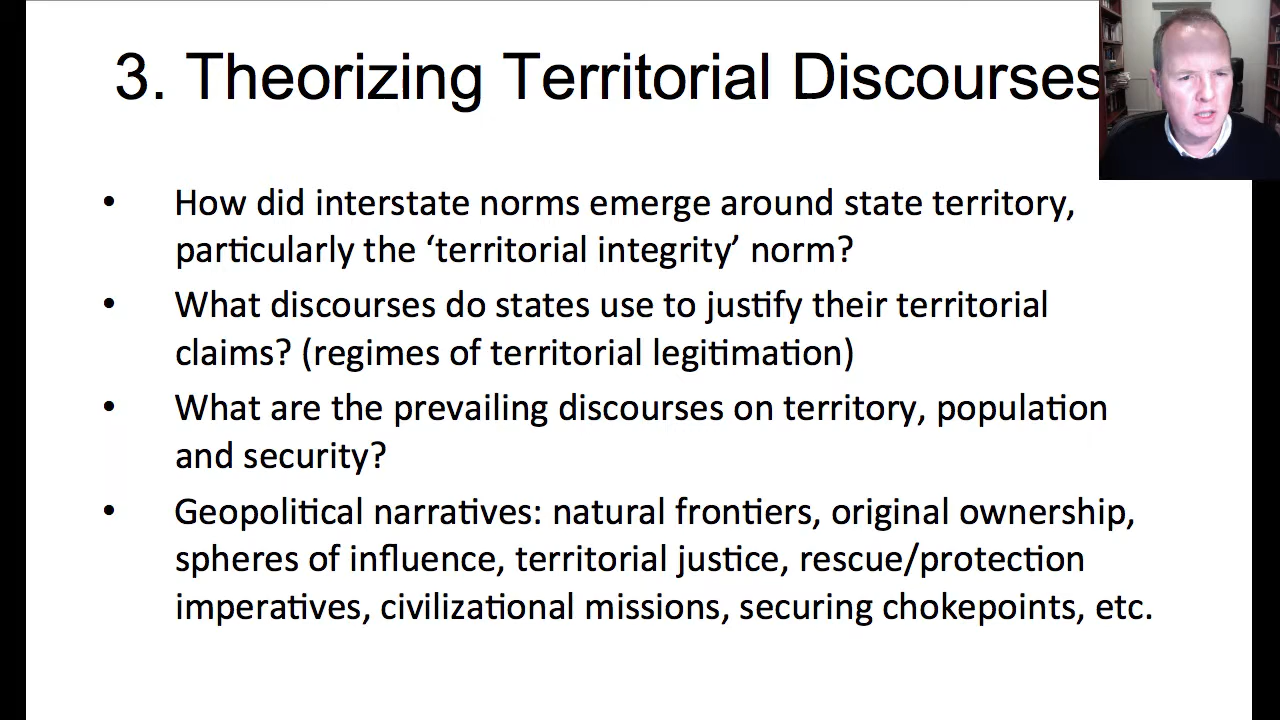 3. Theorizing Territorial Discourses
• How did interstate norms emerge around state territory,
particularly the ‘territorial integrity’ norm?
• What discourses do states use to justify their territorial
claims? (regimes of territorial legitimation)
• What are the prevailing discourses on territory, population
and security?
• Geopolitical narratives: natural frontiers, original ownership,
spheres of influence, territorial justice, rescue/protection
imperatives, civilizational missions, securing chokepoints, etc.